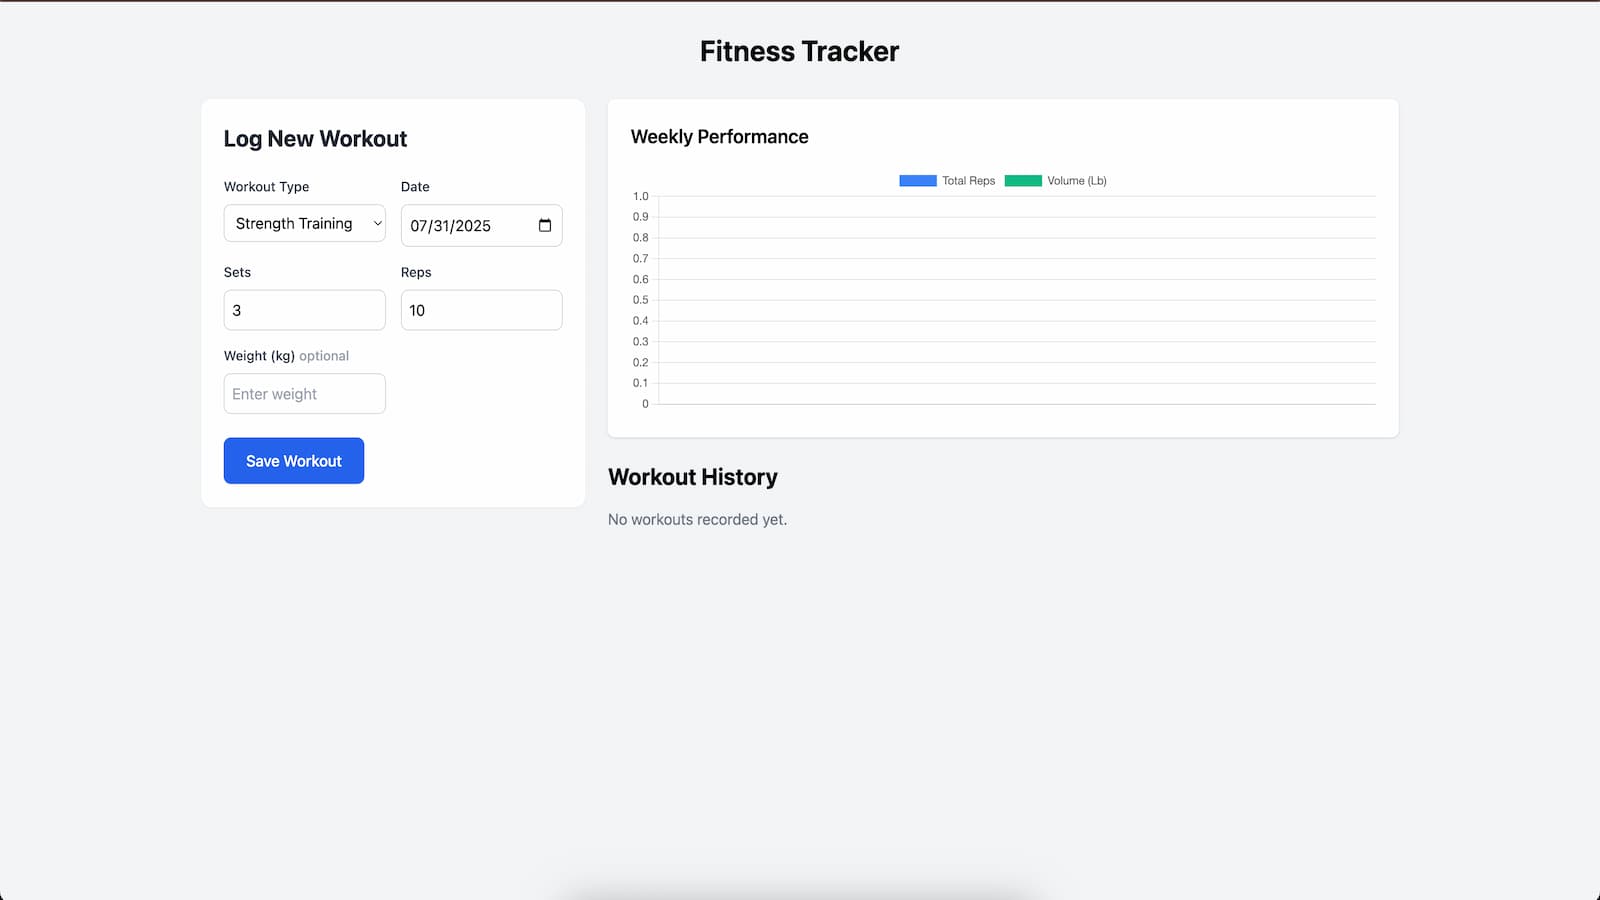 Fitness Tracker
Log New Workout
Workout Type
Date
Strength Training
07/31/2025
Sets
Reps
3
10
Weight (kg) optional
Enter weight
Save Workout
Weekly Performance
Total Reps
Volume (Lb)
1.0
0.9
0.8
0.7
0.6
0.5
0.4
0.3
0.2
0.1
0
Workout History
No workouts recorded yet.